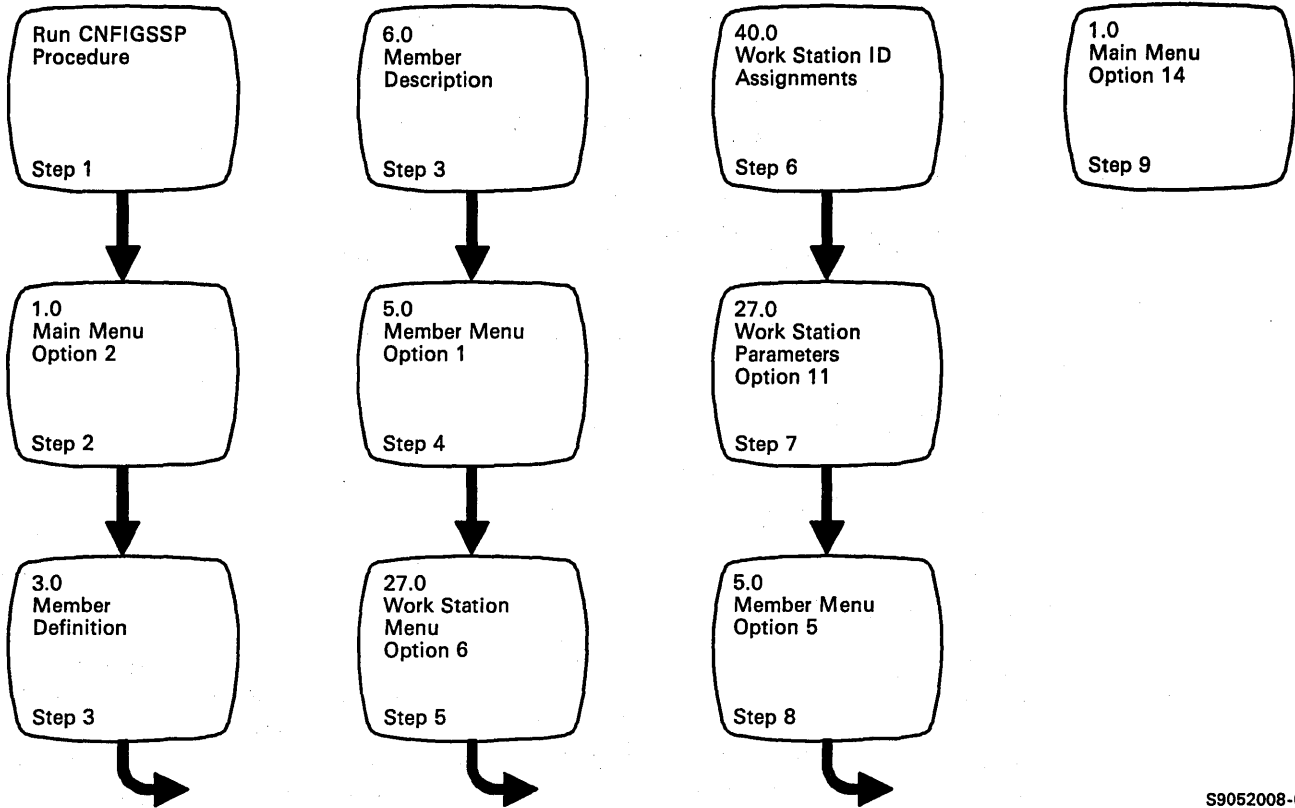 Run CNFIGSSP
Procedure
Step 1
1.0
Main Menu
Option 2
Step 2
3.0
Member
Definition
Step 3
6.0
Member
Description
Step 3
5.0
Member Menu
Option 1
Step 4
27.0
Work Station
Menu
Option 6
Step 5
40.0
Work Station ID
Assignments
Step 6
27.0
Work Station
Parameters
Option 11
Step 7
5.0
Member Menu
Option 5
Step 8
1.0
Main Menu
Option 14
Step 9
S9052008-